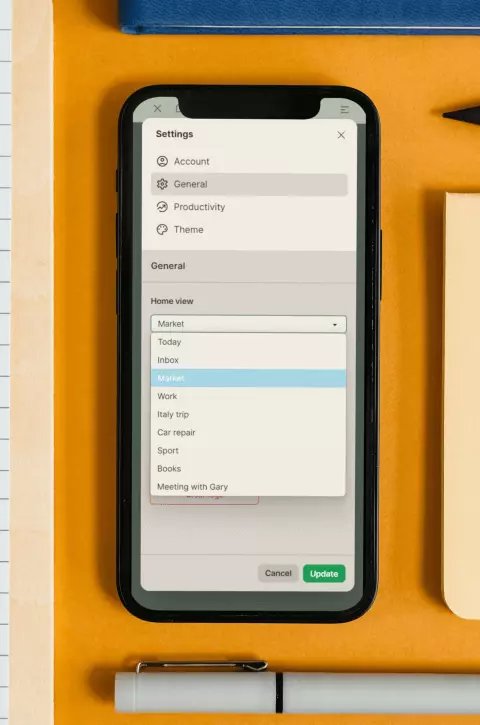 Settings
Account
General
Productivity
Theme
General
Home view
Market
Today
Inbox
Market
Work
Italy trip
Car repair
Sport
Books
Meeting with Gary
Cancel
Update